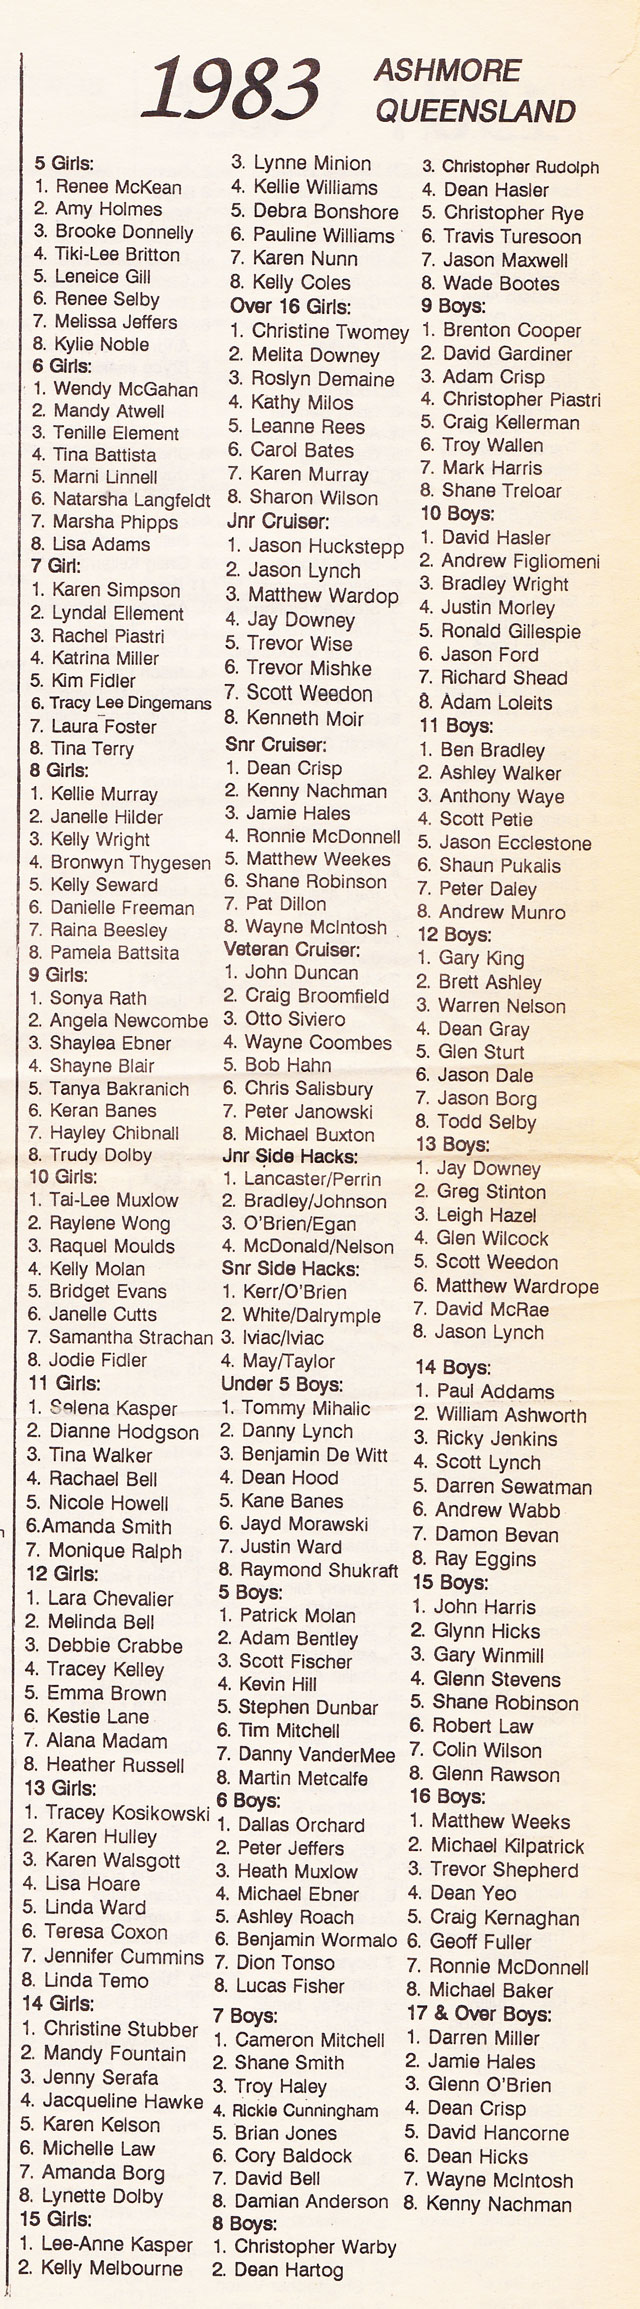 1983
ASHMORE
QUEENSLAND
5 Girls:
1. Renee McKean
2. Amy Holmes
3. Brooke Donnelly
4. Tiki-Lee Britton
5. Leneice Gill
6. Renee Selby
7. Melissa Jeffers
8. Kylie Noble
6 Girls:
1. Wendy McGahan
2. Mandy Atwell
3. Tenille Element
4. Tina Battista
5. Marni Linnell
6. Natarsha Langfeldt
7. Marsha Phipps
8. Lisa Adams
7 Girl:
1. Karen Simpson
2. Lyndal Ellement
3. Rachel Piastri
4. Katrina Miller
5. Kim Fidler
6. Tracy Lee Dingemans
7. Laura Foster
8. Tina Terry
8 Girls:
1. Kellie Murray
2. Janelle Hilder
3. Kelly Wright
4. Bronwyn Thygesen
5. Kelly Seward
6. Danielle Freeman
7. Raina Beesley
8. Pamela Battsita
9 Girls:
1. Sonya Rath
2. Angela Newcombe
3. Shaylea Ebner
4. Shayne Blair
5. Tanya Bakranich
6. Keran Banes
7. Hayley Chibnall
8. Trudy Dolby
10 Girls:
1. Tai-Lee Muxlow
2. Raylene Wong
3. Raquel Moulds
4. Kelly Molan
5. Bridget Evans
6. Janelle Cutts
7. Samantha Strachan
8. Jodie Fidler
11 Girls:
1. Selena Kasper
2. Dianne Hodgson
3. Tina Walker
4. Rachael Bell
5. Nicole Howell
6.Amanda Smith
7. Monique Ralph
12 Girls:
1. Lara Chevalier
2. Melinda Bell
3. Debbie Crabbe
4. Tracey Kelley
5. Emma Brown
6. Kestie Lane
7. Alana Madam
8. Heather Russell
13 Girls:
1. Tracey Kosikowski
2. Karen Hulley
3. Karen Walsgott
4. Lisa Hoare
5. Linda Ward
6. Teresa Coxon
7. Jennifer Cummins
8. Linda Temo
14 Girls:
1. Christine Stubber
2. Mandy Fountain
3. Jenny Serafa
4. Jacqueline Hawke
5. Karen Kelson
6. Michelle Law
7. Amanda Borg
8. Lynette Dolby
15 Girls:
1. Lee-Anne Kasper
2. Kelly Melbourne
3. Lynne Minion
4. Kellie Williams
5. Debra Bonshore
6. Pauline Williams
7. Karen Nunn
8. Kelly Coles
Over 16 Girls:
1. Christine Twomey
2. Melita Downey
3. Roslyn Demaine
4. Kathy Milos
5. Leanne Rees
6. Carol Bates
7. Karen Murray
8. Sharon Wilson
Jnr Cruiser:
1. Jason Huckstepp
2. Jason Lynch
3. Matthew Wardop
4. Jay Downey
5. Trevor Wise
6. Trevor Mishke
7. Scott Weedon
8. Kenneth Moir
Snr Cruiser:
1. Dean Crisp
2. Kenny Nachman
3. Jamie Hales
4. Ronnie McDonnell
5. Matthew Weekes
6. Shane Robinson
7. Pat Dillon
8. Wayne McIntosh
Veteran Cruiser:
1. John Duncan
2. Craig Broomfield
3. Otto Siviero
4. Wayne Coombes
5. Bob Hahn
6. Chris Salisbury
7. Peter Janowski
8. Michael Buxton
Jnr Side Hacks:
1. Lancaster/Perrin
2. Bradley/Johnson
3. O'Brien/Egan
4. McDonald/Nelson
Snr Side Hacks:
1. Kerr/O'Brien
2. White/Dalrymple
3. Iviac/Iviac
4. May/Taylor
Under 5 Boys:
1. Tommy Mihalic
2. Danny Lynch
3. Benjamin De Witt
4. Dean Hood
5. Kane Banes
6. Jayd Morawski
7. Justin Ward
8. Raymond Shukraft
5 Boys:
1. Patrick Molan
2. Adam Bentley
3. Scott Fischer
4. Kevin Hill
5. Stephen Dunbar
6. Tim Mitchell
7. Danny VanderMee
8. Martin Metcalfe
6 Boys:
1. Dallas Orchard
2. Peter Jeffers
3. Heath Muxlow
4. Michael Ebner
5. Ashley Roach
6. Benjamin Wormalo
7. Dion Tonso
8. Lucas Fisher
7 Boys:
1. Cameron Mitchell
2. Shane Smith
3. Troy Haley
4. Rickie Cunningham
5. Brian Jones
6. Cory Baldock
7. David Bell
8. Damian Anderson
8 Boys:
1. Christopher Warby
2. Dean Hartog
3. Christopher Rudolph
4. Dean Hasler
5. Christopher Rye
6. Travis Turesoon
7. Jason Maxwell
8. Wade Bootes
9 Boys:
1. Brenton Cooper
2. David Gardiner
3. Adam Crisp
4. Christopher Piastri
5. Craig Kellerman
6. Troy Wallen
7. Mark Harris
8. Shane Treloar
10 Boys:
1. David Hasler
2. Andrew Figliomeni
3. Bradley Wright
4. Justin Morley
5. Ronald Gillespie
6. Jason Ford
7. Richard Shead
8. Adam Loleits
11 Boys:
1. Ben Bradley
2. Ashley Walker
3. Anthony Waye
4. Scott Petie
5. Jason Ecclestone
6. Shaun Pukalis
7. Peter Daley
8. Andrew Munro
12 Boys:
1. Gary King
2. Brett Ashley
3. Warren Nelson
4. Dean Gray
5. Glen Sturt
6. Jason Dale
7. Jason Borg
8. Todd Selby
13 Boys:
1. Jay Downey
2. Greg Stinton
3. Leigh Hazel
4. Glen Wilcock
5. Scott Weedon
6. Matthew Wardrope
7. David McRae
8. Jason Lynch
14 Boys:
1. Paul Addams
2. William Ashworth
3. Ricky Jenkins
4. Scott Lynch
5. Darren Sewatman
6. Andrew Wabb
7. Damon Bevan
8. Ray Eggins
15 Boys:
1. John Harris
2. Glynn Hicks
3. Gary Winmill
4. Glenn Stevens
5. Shane Robinson
6. Robert Law
7. Colin Wilson
8. Glenn Rawson
16 Boys:
1. Matthew Weeks
2. Michael Kilpatrick
3. Trevor Shepherd
4. Dean Yeo
5. Craig Kernaghan
6. Geoff Fuller
7. Ronnie McDonnell
8. Michael Baker
17 & Over Boys:
1. Darren Miller
2. Jamie Hales
3. Glenn O'Brien
4. Dean Crisp
5. David Hancorne
6. Dean Hicks
7. Wayne McIntosh
8. Kenny Nachman